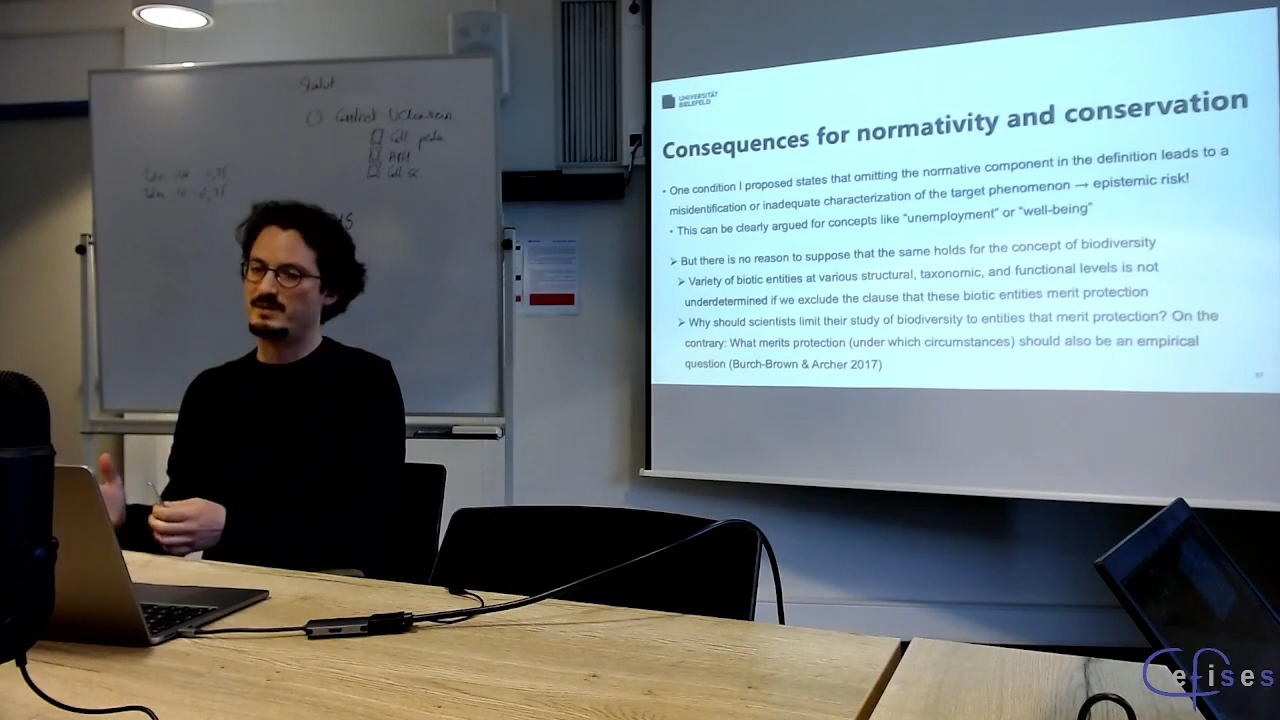 UNIVERSITÄT
BIELEFELD
Consequences for normativity and conservation
• One condition I proposed states that omitting the normative component in the definition leads to a
misidentification or inadequate characterization of the target phenomenon → epistemic risk!
• This can be clearly argued for concepts like “unemployment” or “well-being”
➢ But there is no reason to suppose that the same holds for the concept of biodiversity
➢ Variety of biotic entities at various structural, taxonomic, and functional levels is not
underdetermined if we exclude the clause that these biotic entities merit protection
➢ Why should scientists limit their study of biodiversity to entities that merit protection? On the
contrary: What merits protection (under which circumstances) should also be an empirical
question (Burch-Brown & Archer 2017)
Cefises